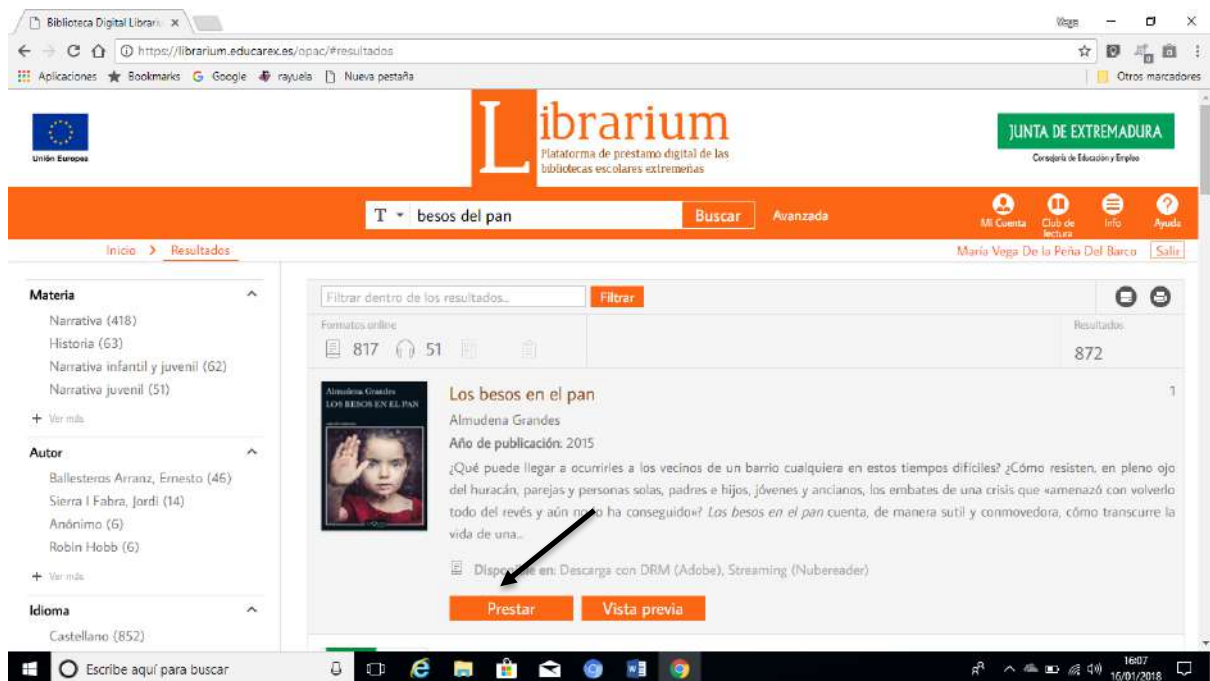 Biblioteca Digital Librari
Vega
https://librarium.educarex.es/opac/#resultados
Aplicaciones Bookmarks Google rayuela Nueva pestaña Otros marcadores
Unión Europea
Librarium
Plataforma de prestamo digital de las
bibliotecas escolares extremeñas
JUNTA DE EXTREMADURA
Consejería de Educación y Empleo
T besos del pan Buscar Avanzada
Mi Cuenta Club de lectura Info Ayuda
Inicio > Resultados
María Vega De la Peña Del Barco Salir
Materia
Narrativa (418)
Historia (63)
Narrativa infantil y juvenil (62)
Narrativa juvenil (51)
+ Ver más
Autor
Ballesteros Arranz, Ernesto (46)
Sierra I Fabra, Jordi (14)
Anónimo (6)
Robin Hobb (6)
+ Ver más
Idioma
Castellano (852)
Filtrar dentro de los resultados... Filtrar
Formatos online
817 51
Resultados
872
Almudena Grandes
LOS BESOS EN EL PAN
Los besos en el pan
1
Almudena Grandes
Año de publicación: 2015
¿Qué puede llegar a ocurrirles a los vecinos de un barrio cualquiera en estos tiempos difíciles? ¿Cómo resisten, en pleno ojo
del huracán, parejas y personas solas, padres e hijos, jóvenes y ancianos, los embates de una crisis que «amenazó con volverlo
todo del revés y aún no lo ha conseguido»? Los besos en el pan cuenta, de manera sutil y conmovedora, cómo transcurre la
vida de una...
Disponible en: Descarga con DRM (Adobe), Streaming (Nubereader)
Prestar Vista previa
Escribe aquí para buscar
16:07
16/01/2018